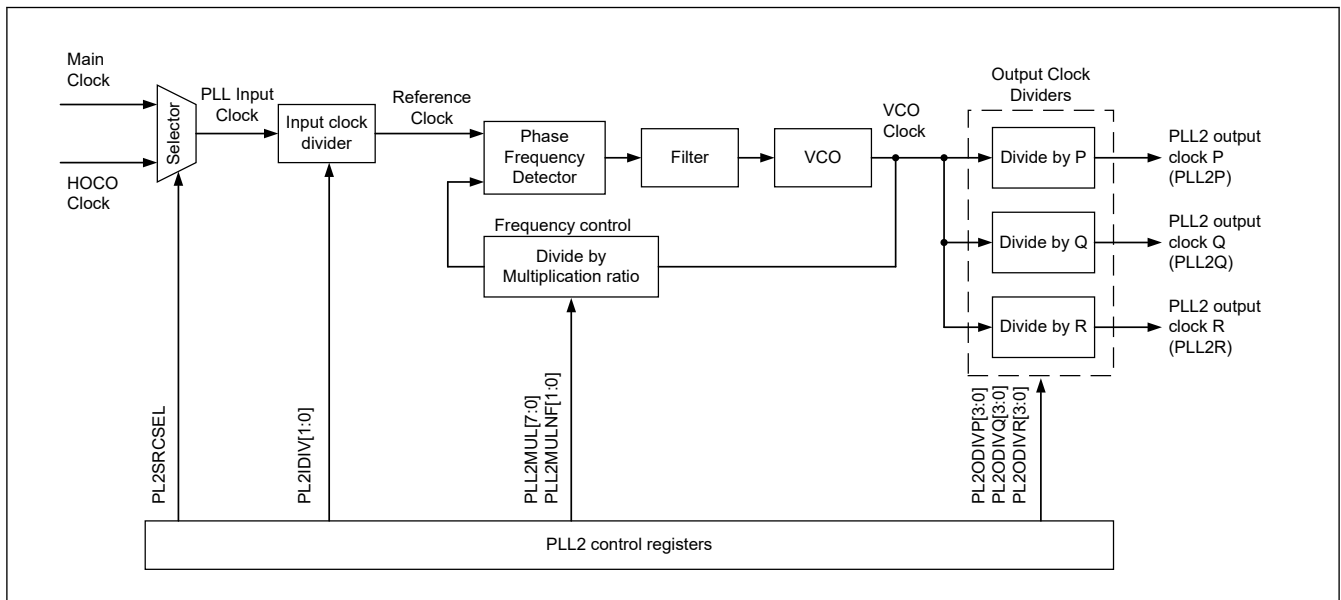 Main
Clock
HOCO
Clock
Selector
PLL Input
Clock
Input clock
divider
Reference
Clock
Phase
Frequency
Detector
Filter
VCO
VCO
Clock
Frequency control
Divide by
Multiplication ratio
Output Clock
Dividers
Divide by P
Divide by Q
Divide by R
PLL2 output
clock P
(PLL2P)
PLL2 output
clock Q
(PLL2Q)
PLL2 output
clock R
(PLL2R)
PL2SRCSEL
PL2IDIV[1:0]
PLL2MUL[7:0]
PLL2MULNF[1:0]
PL2ODIVP[3:0]
PL2ODIVQ[3:0]
PL2ODIVR[3:0]
PLL2 control registers